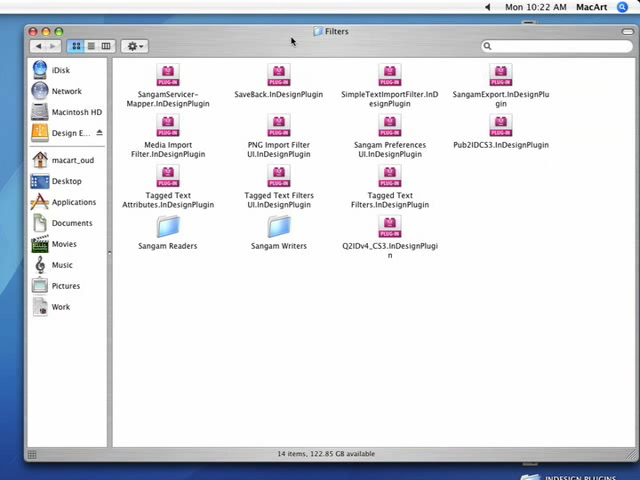 Mon 10:22 AM MacArt
Filters
iDisk
Network
Macintosh HD
Design E...
macart_oud
Desktop
Applications
Documents
Movies
Music
Pictures
Work
PLUG-IN PLUG-IN PLUG-IN PLUG-IN
SangamServicer-
Mapper.InDesignPlugin
SaveBack.InDesignPlugin
SimpleTextImportFilter.InD
esignPlugin
SangamExport.InDesignPlu
gin
PLUG-IN PLUG-IN PLUG-IN PLUG-IN
Media Import
Filter.InDesignPlugin
PNG Import Filter
UI.InDesignPlugin
Sangam Preferences
UI.InDesignPlugin
Pub2IDCS3.InDesignPlugin
PLUG-IN PLUG-IN PLUG-IN
Tagged Text
Attributes.InDesignPlugin
Tagged Text Filters
UI.InDesignPlugin
Tagged Text
Filters.InDesignPlugin
PLUG-IN
Sangam Readers
Sangam Writers
Q2IDv4_CS3.InDesignPlugi
n
14 items, 122.85 GB available
INDESIGN PLUGINS